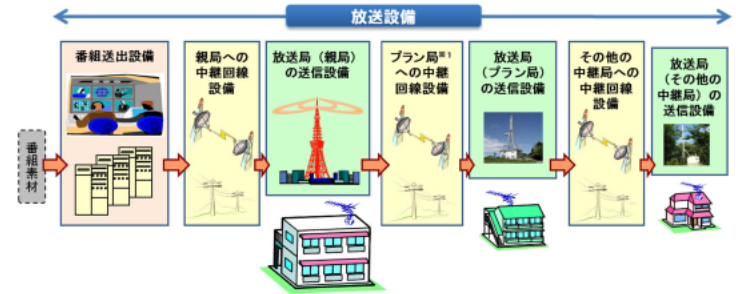 放送設備
番組素材
番組送出設備
親局への
中継回線
設備
放送局(親局)
の送信設備
プラン局※1
への中継
回線設備
放送局
(プラン局)
の送信設備
その他の
中継局への
中継回線
設備
放送局
(その他の
中継局)の
送信設備